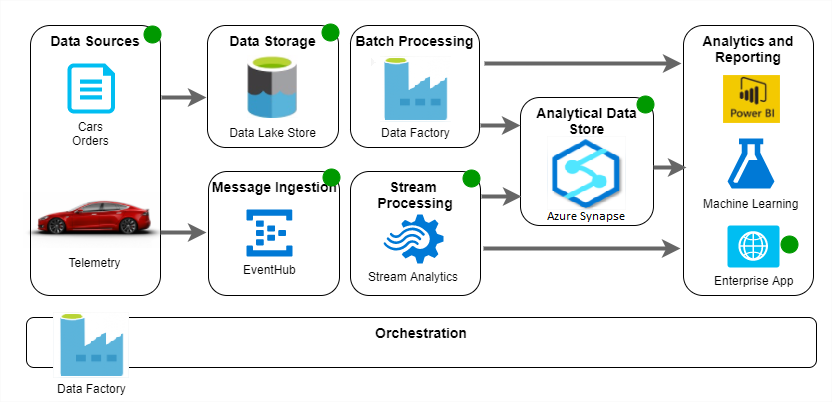 Data Sources
Cars
Orders
Telemetry
Data Storage
Data Lake Store
Message Ingestion
EventHub
Batch Processing
Data Factory
Stream
Processing
Stream Analytics
Analytical Data
Store
Azure Synapse
Analytics and
Reporting
Power BI
Machine Learning
Enterprise App
Orchestration
Data Factory